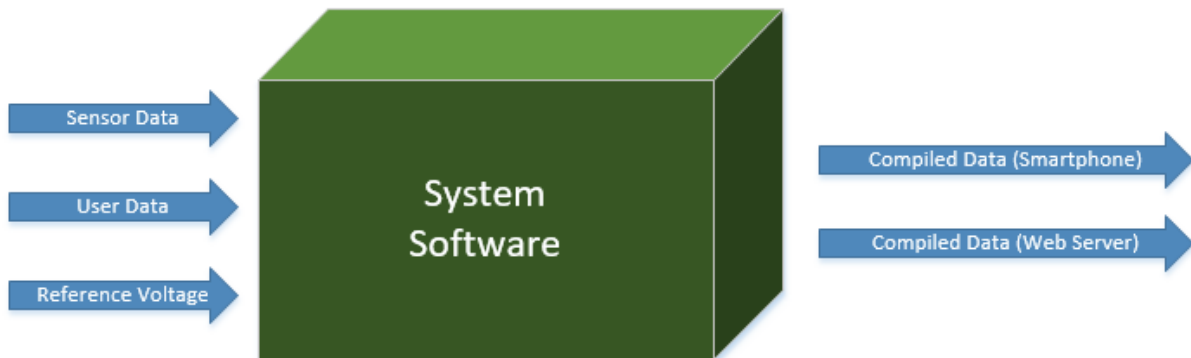 Sensor Data
User Data
Reference Voltage
System
Software
Compiled Data (Smartphone)
Compiled Data (Web Server)